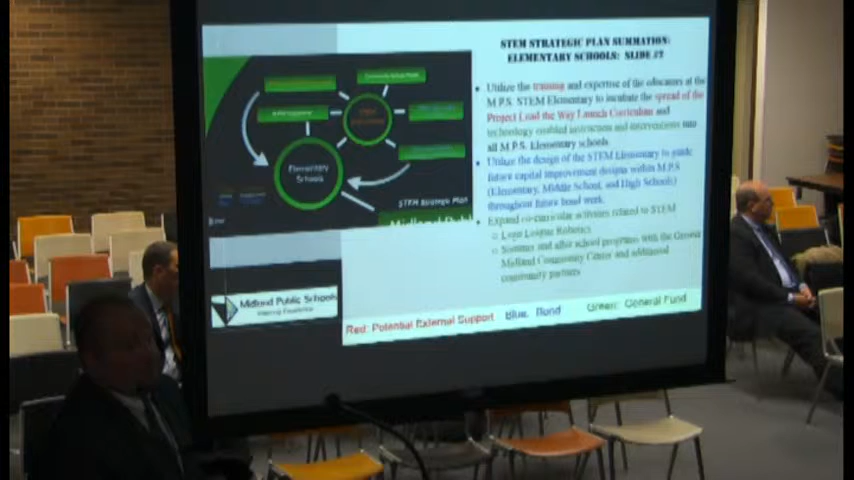 STEM STRATEGIC PLAN SUMMATION:
ELEMENTARY SCHOOLS: SLIDE #2
Utilize the training and expertise of the educators at the
M.P.S. STEM Elementary to incubate the spread of the
Project Lead the Way Launch Curriculum and
technology enabled instruction and interventions into
all M.P.S. Elementary schools.
Utilize the design of the STEM Elementary to guide
future capital improvement designs within M.P.S
(Elementary, Middle School, and High Schools)
throughout future bond work.
Expand co-curricular activities related to STEM
Lego League Robotics
Summer and after school programs with the Greater
Midland Community Center and additional
community partners
Elementary
Schools
STEM Strategic Plan
Midland Public Schools
Red: Potential External Support Blue: Bond Green: General Fund